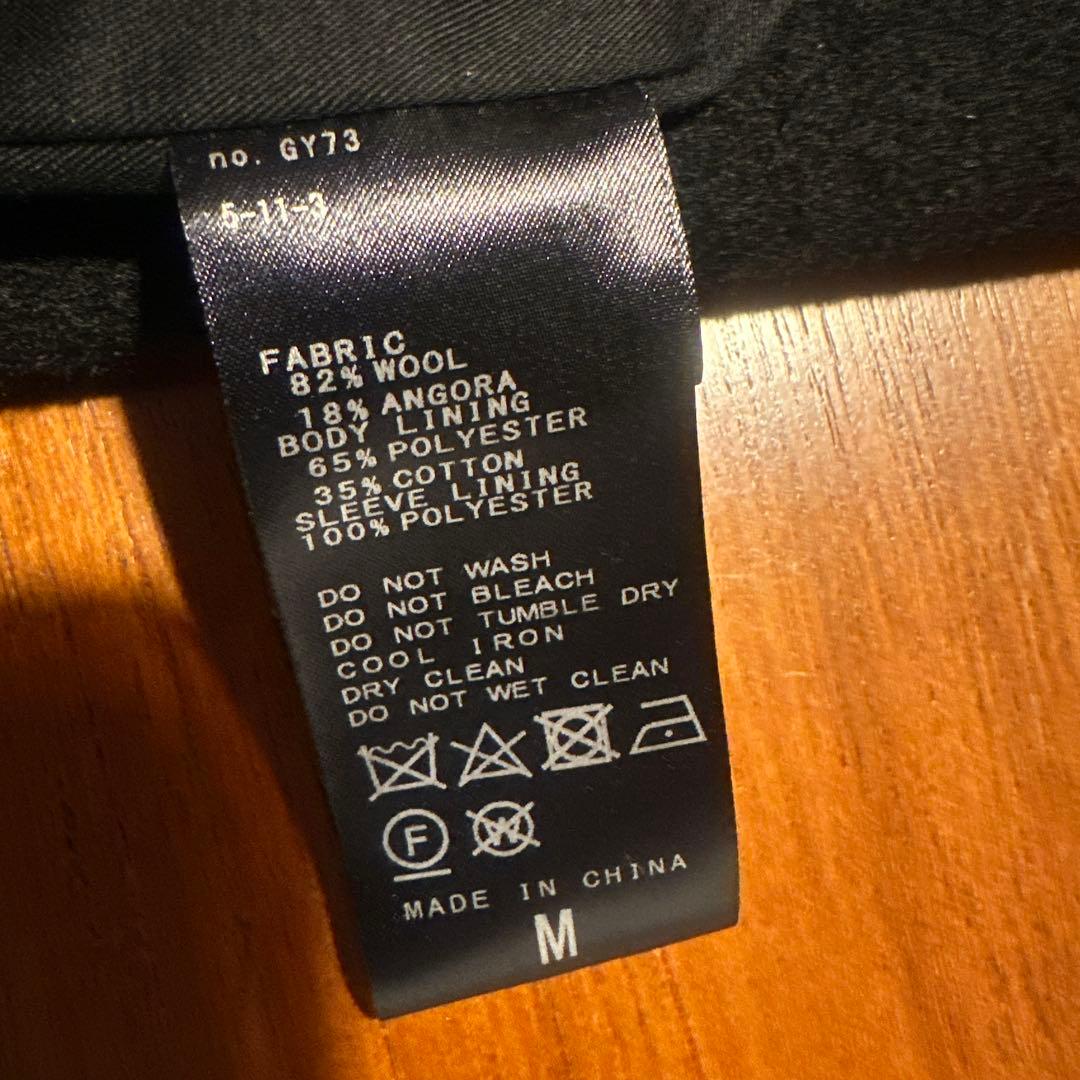 no. GY73
5-11-3
FABRIC
82% WOOL
18% ANGORA
BODY LINING
65% POLYESTER
35% COTTON
SLEEVE LINING
100% POLYESTER
DO NOT WASH
DO NOT BLEACH
DO NOT TUMBLE DRY
COOL IRON
DRY CLEAN
DO NOT WET CLEAN
F W
MADE IN CHINA
M